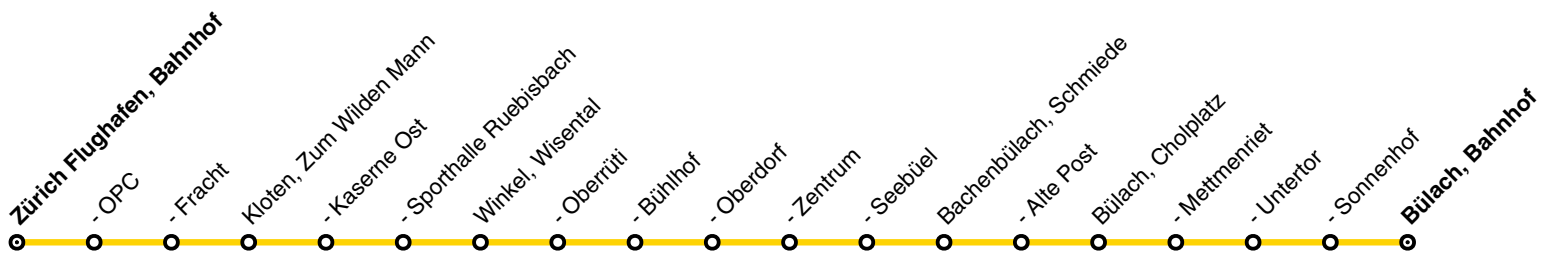 Zürich Flughafen, Bahnhof
- OPC
- Fracht
Kloten, Zum Wilden Mann
- Kaserne Ost
- Sporthalle Ruebisbach
Winkel, Wisental
- Oberrüti
- Bühlhof
- Oberdorf
- Zentrum
- Seebüel
Bachenbülach, Schmiede
- Alte Post
Bülach, Cholplatz
- Mettmenriet
- Untertor
- Sonnenhof
Bülach, Bahnhof